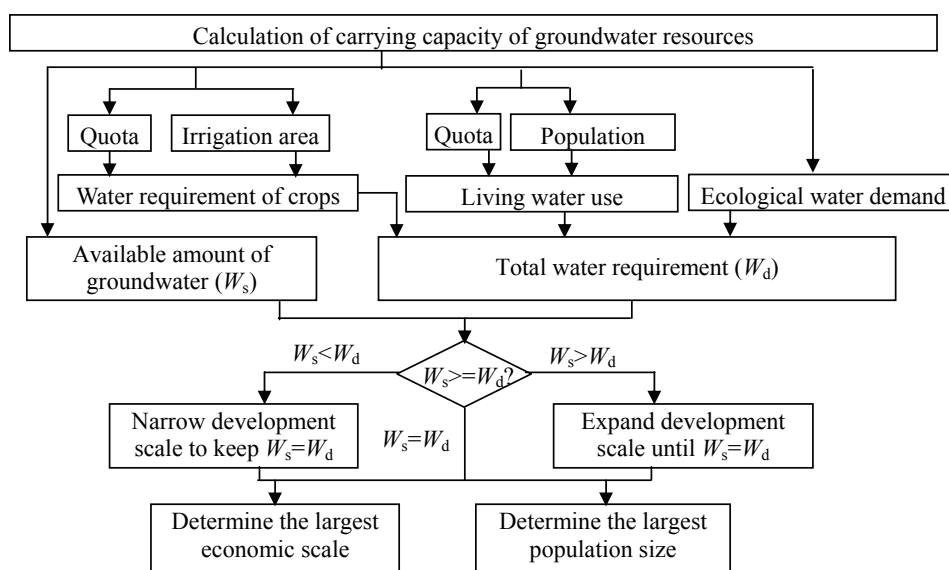 Calculation of carrying capacity of groundwater resources
Quota
Irrigation area
Quota
Population
Water requirement of crops
Living water use
Ecological water demand
Available amount of
groundwater (Ws)
Total water requirement (Wd)
Ws<Wd
Ws>=Wd?
Ws>Wd
Narrow development
scale to keep Ws=Wd
Ws=Wd
Expand development
scale until Ws=Wd
Determine the largest
economic scale
Determine the largest
population size